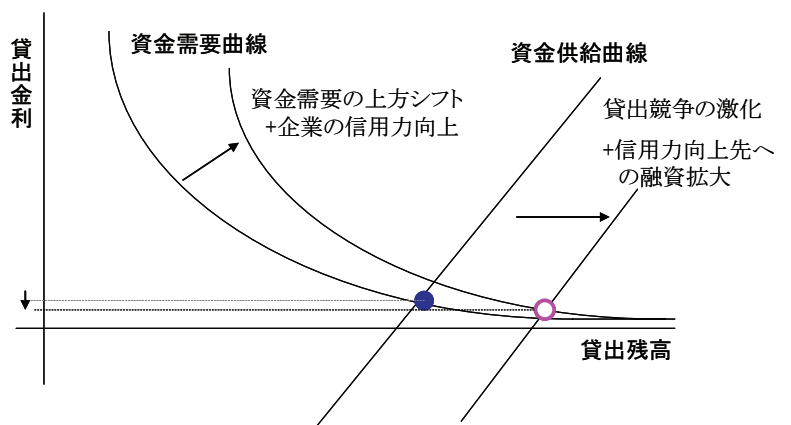 貸出金利
資金需要曲線
資金需要の上方シフト
+企業の信用力向上
資金供給曲線
貸出競争の激化
+信用力向上先へ
の融資拡大
貸出残高